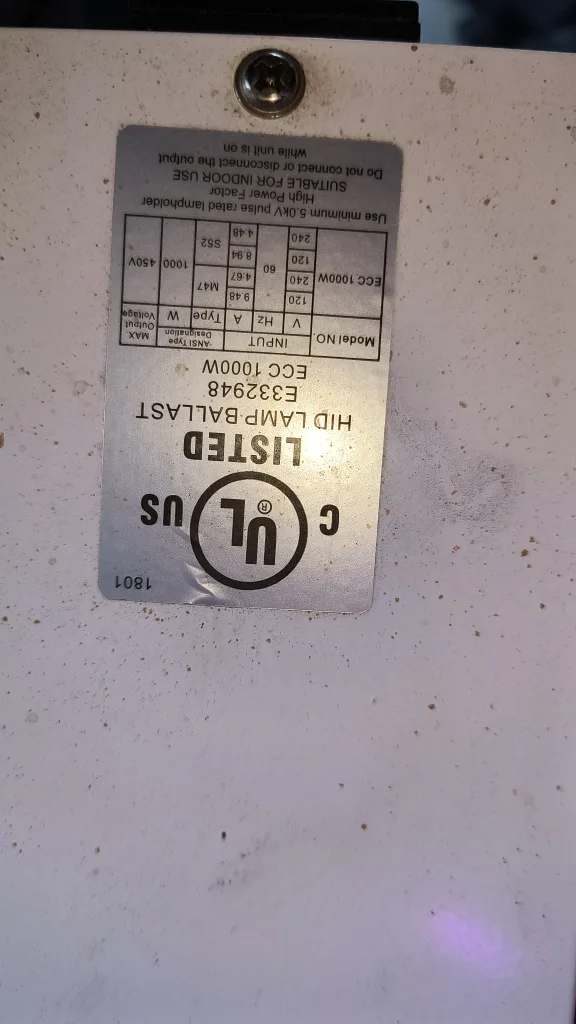 1801
C UL® US
LISTED
HID LAMP BALLAST
E332948
ECC 1000W
Model NO. INPUT ANSI Type Designation MAX Output Voltage
V Hz A Type W
ECC 1000W 120 60 9.48 M47 1000 450V
240 4.67
120 8.94 S52
240 4.48
Use minimum 5.0kV pulse rated lampholder
High Power Factor
SUITABLE FOR INDOOR USE
Do not connect or disconnect the output
while unit is on